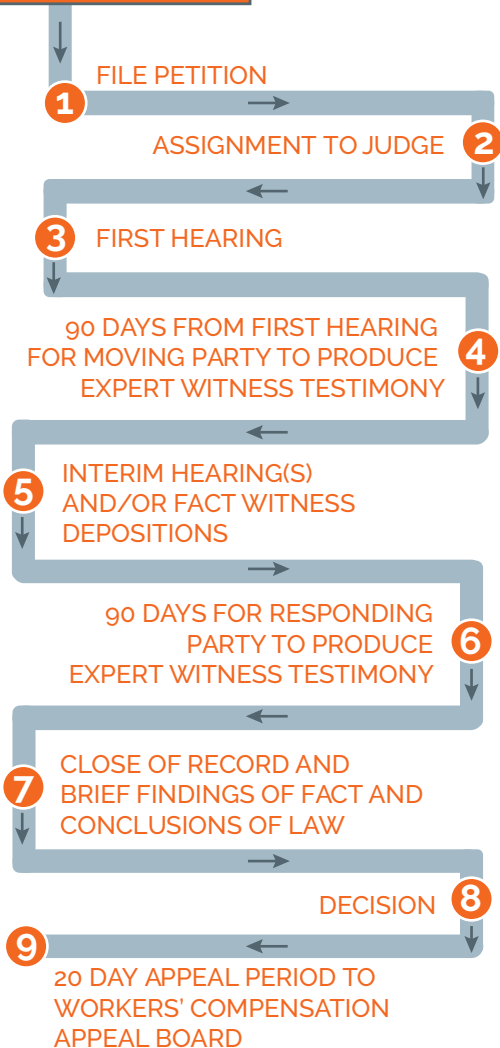 FILE PETITION
1
ASSIGNMENT TO JUDGE
2
3
FIRST HEARING
90 DAYS FROM FIRST HEARING
FOR MOVING PARTY TO PRODUCE
EXPERT WITNESS TESTIMONY
4
5
INTERIM HEARING(S)
AND/OR FACT WITNESS
DEPOSITIONS
90 DAYS FOR RESPONDING
PARTY TO PRODUCE
EXPERT WITNESS TESTIMONY
6
7
CLOSE OF RECORD AND
BRIEF FINDINGS OF FACT AND
CONCLUSIONS OF LAW
DECISION
8
9
20 DAY APPEAL PERIOD TO
WORKERS' COMPENSATION
APPEAL BOARD